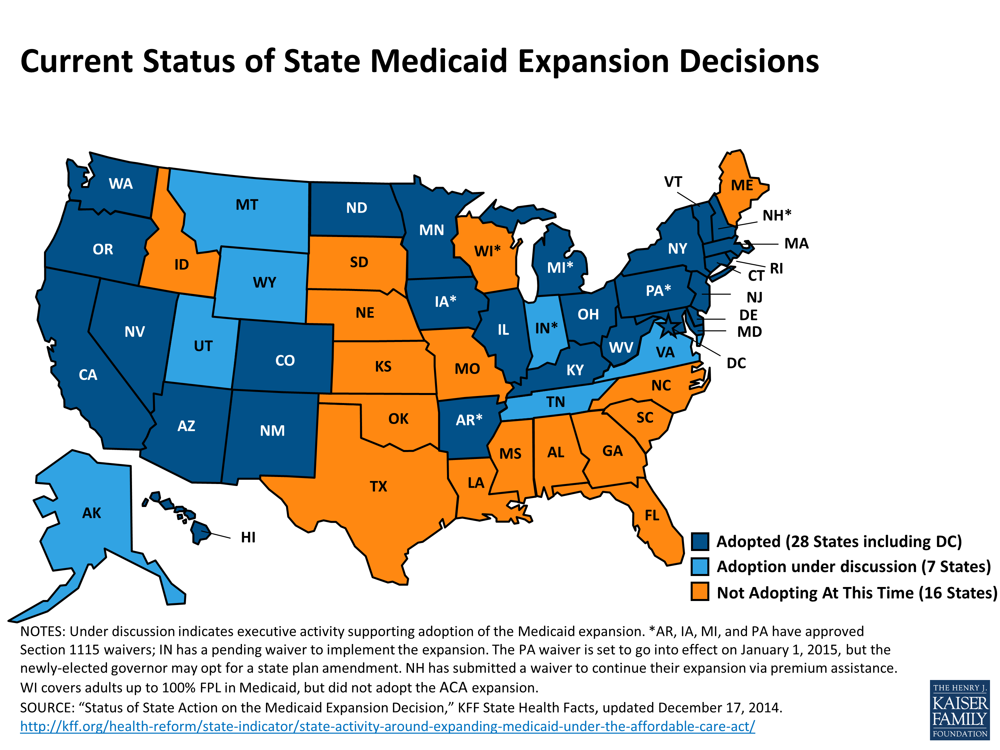 Current Status of State Medicaid Expansion Decisions
WA
MT
ND
MN
VT
ME
NH*
OR
ID
WY
SD
WI*
MI*
NY
MA
RI
CT
PA*
NJ
DE
MD
DC
NV
UT
CO
NE
IA*
IL
IN*
OH
WV
VA
CA
KS
MO
KY
NC
TN
SC
AZ
NM
OK
AR*
MS
AL
GA
TX
LA
FL
AK
HI
Adopted (28 States including DC)
Adoption under discussion (7 States)
Not Adopting At This Time (16 States)
NOTES: Under discussion indicates executive activity supporting adoption of the Medicaid expansion. *AR, IA, MI, and PA have approved
Section 1115 waivers; IN has a pending waiver to implement the expansion. The PA waiver is set to go into effect on January 1, 2015, but the
newly-elected governor may opt for a state plan amendment. NH has submitted a waiver to continue their expansion via premium assistance.
WI covers adults up to 100% FPL in Medicaid, but did not adopt the ACA expansion.
SOURCE: “Status of State Action on the Medicaid Expansion Decision,” KFF State Health Facts, updated December 17, 2014.
http://kff.org/health-reform/state-indicator/state-activity-around-expanding-medicaid-under-the-affordable-care-act/
THE HENRY J.
KAISER
FAMILY
FOUNDATION